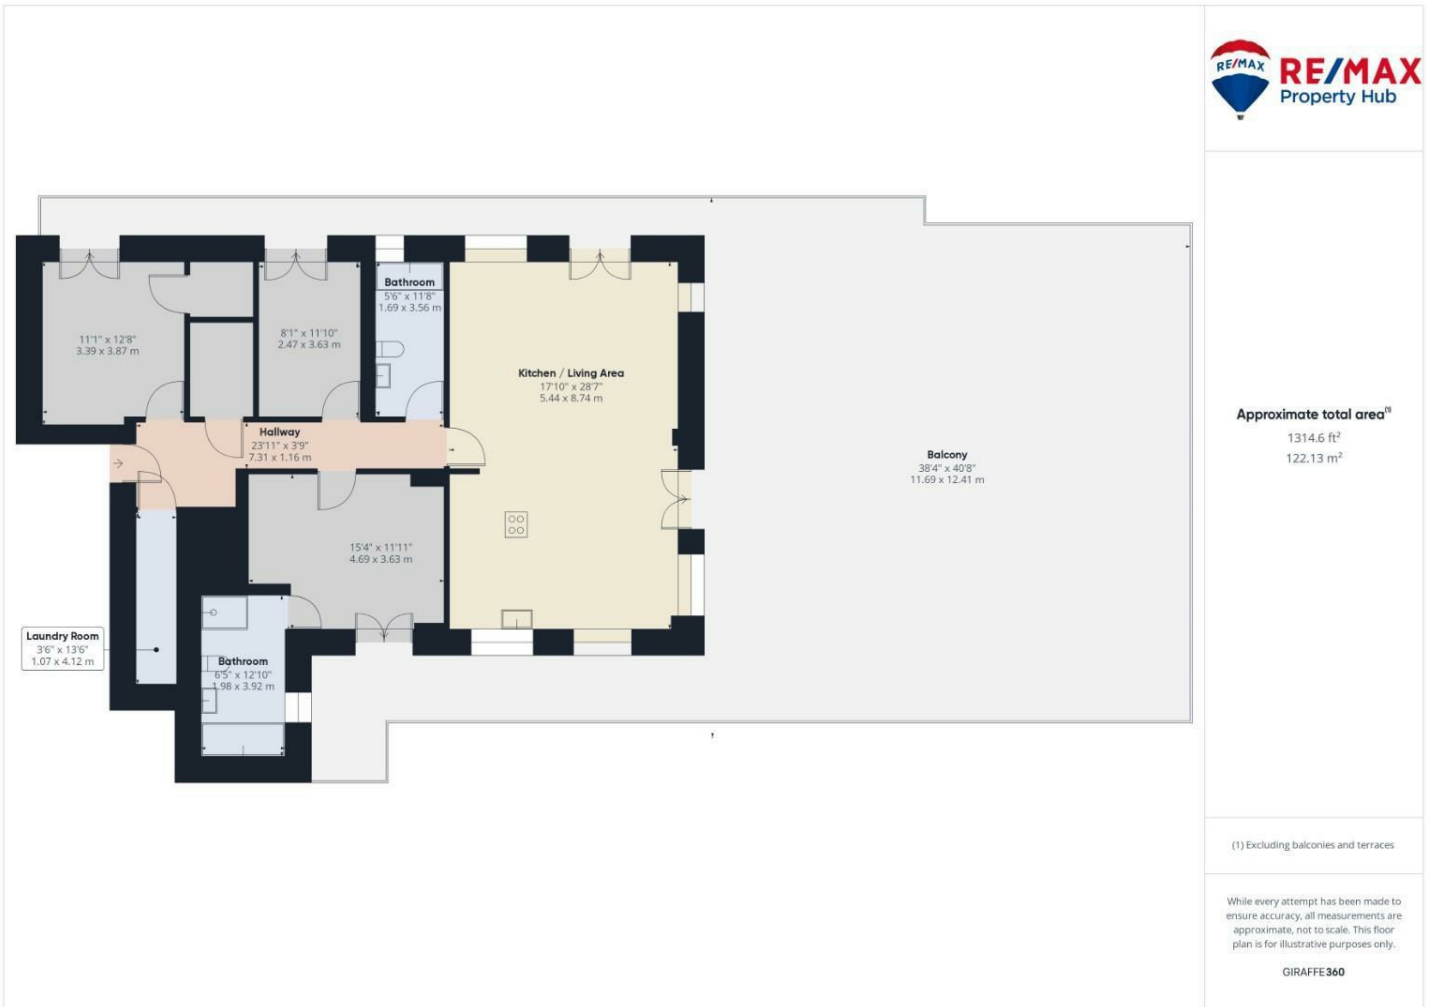 RE/MAX
RE/MAX
Property Hub
Bathroom
5'6" x 11'8"
1.69 x 3.56 m
11'1" x 12'8"
3.39 x 3.87 m
8'1" x 11'10"
2.47 x 3.63 m
Kitchen / Living Area
17'10" x 28'7"
5.44 x 8.74 m
Hallway
23'11" x 3'9"
7.31 x 1.16 m
Balcony
38'4" x 40'8"
11.69 x 12.41 m
15'4" x 11'11"
4.69 x 3.63 m
Laundry Room
3'6" x 13'6"
1.07 x 4.12 m
Bathroom
6'5" x 12'10"
1.98 x 3.92 m
Approximate total area(1)
1314.6 ft²
122.13 m²
(1) Excluding balconies and terraces
While every attempt has been made to
ensure accuracy, all measurements are
approximate, not to scale. This floor
plan is for illustrative purposes only.
GIRAFFE360